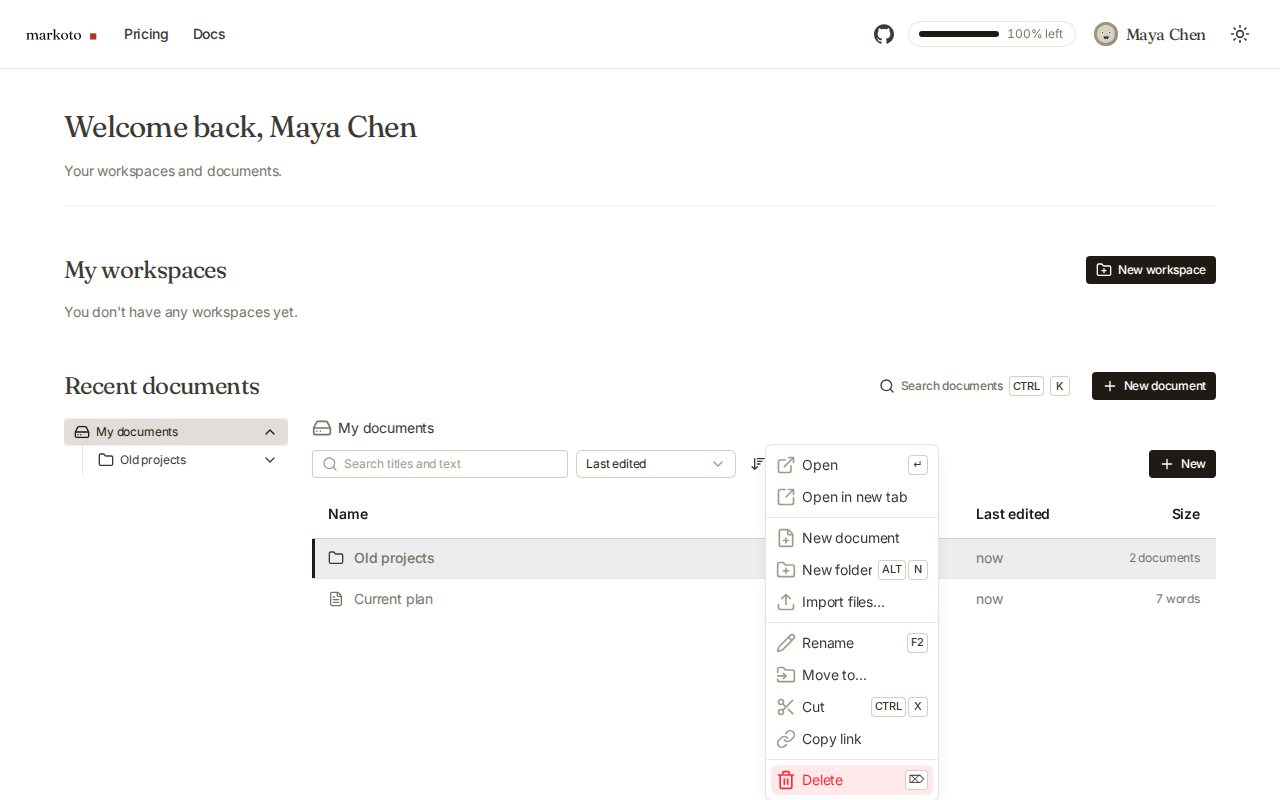 markoto Pricing Docs 100% left Maya Chen
Welcome back, Maya Chen
Your workspaces and documents.
My workspaces New workspace
You don't have any workspaces yet.
Recent documents Search documents CTRL K New document
My documents
Old projects
My documents
Search titles and text Last edited New
Name Last edited Size
Old projects now 2 documents
Current plan now 7 words
Open ↵
Open in new tab
New document
New folder ALT N
Import files...
Rename F2
Move to...
Cut CTRL X
Copy link
Delete ⌦